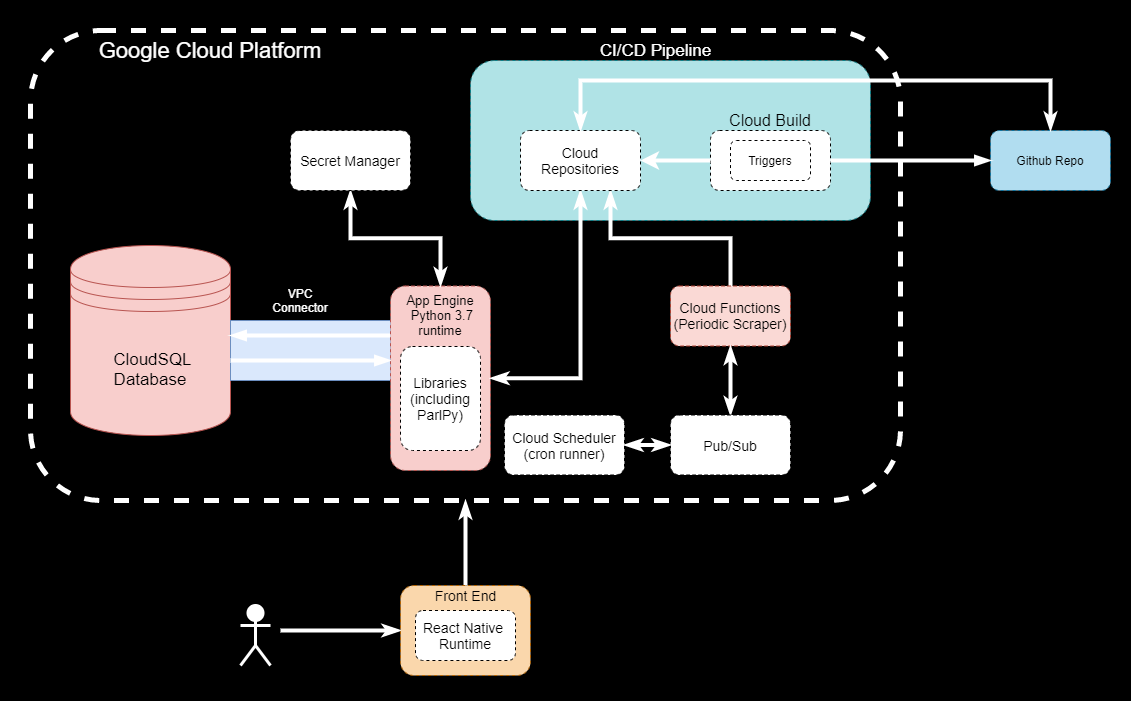 Google Cloud Platform
CI/CD Pipeline
Cloud Build
Secret Manager
Cloud
Repositories
Triggers
Github Repo
VPC
Connector
App Engine
Python 3.7
runtime
Cloud Functions
(Periodic Scraper)
CloudSQL
Database
Libraries
(including
ParlPy)
Cloud Scheduler
(cron runner)
Pub/Sub
Front End
React Native
Runtime